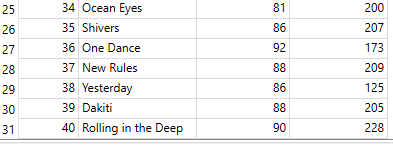 25 34 Ocean Eyes 81 200
26 35 Shivers 86 207
27 36 One Dance 92 173
28 37 New Rules 88 209
29 38 Yesterday 86 125
30 39 Dakiti 88 205
31 40 Rolling in the Deep 90 228